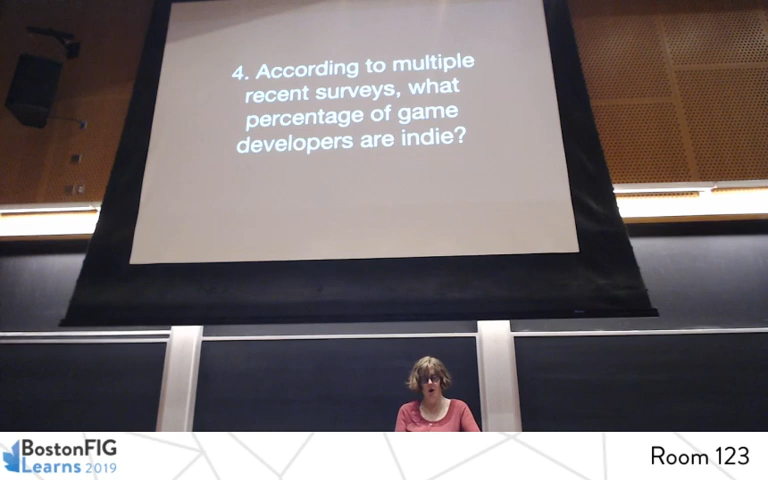 4. According to multiple
recent surveys, what
percentage of game
developers are indie?
BostonFIG
Learns 2019
Room 123